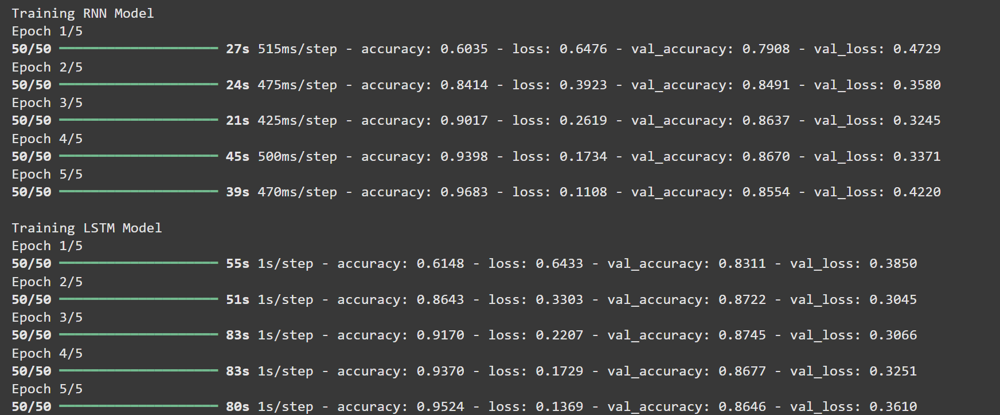 Training RNN Model
Epoch 1/5
50/50 ━━━━━━━━━━━━━━━━━━━━ 27s 515ms/step - accuracy: 0.6035 - loss: 0.6476 - val_accuracy: 0.7908 - val_loss: 0.4729
Epoch 2/5
50/50 ━━━━━━━━━━━━━━━━━━━━ 24s 475ms/step - accuracy: 0.8414 - loss: 0.3923 - val_accuracy: 0.8491 - val_loss: 0.3580
Epoch 3/5
50/50 ━━━━━━━━━━━━━━━━━━━━ 21s 425ms/step - accuracy: 0.9017 - loss: 0.2619 - val_accuracy: 0.8637 - val_loss: 0.3245
Epoch 4/5
50/50 ━━━━━━━━━━━━━━━━━━━━ 45s 500ms/step - accuracy: 0.9398 - loss: 0.1734 - val_accuracy: 0.8670 - val_loss: 0.3371
Epoch 5/5
50/50 ━━━━━━━━━━━━━━━━━━━━ 39s 470ms/step - accuracy: 0.9683 - loss: 0.1108 - val_accuracy: 0.8554 - val_loss: 0.4220
Training LSTM Model
Epoch 1/5
50/50 ━━━━━━━━━━━━━━━━━━━━ 55s 1s/step - accuracy: 0.6148 - loss: 0.6433 - val_accuracy: 0.8311 - val_loss: 0.3850
Epoch 2/5
50/50 ━━━━━━━━━━━━━━━━━━━━ 51s 1s/step - accuracy: 0.8643 - loss: 0.3303 - val_accuracy: 0.8722 - val_loss: 0.3045
Epoch 3/5
50/50 ━━━━━━━━━━━━━━━━━━━━ 83s 1s/step - accuracy: 0.9170 - loss: 0.2207 - val_accuracy: 0.8745 - val_loss: 0.3066
Epoch 4/5
50/50 ━━━━━━━━━━━━━━━━━━━━ 83s 1s/step - accuracy: 0.9370 - loss: 0.1729 - val_accuracy: 0.8677 - val_loss: 0.3251
Epoch 5/5
50/50 ━━━━━━━━━━━━━━━━━━━━ 80s 1s/step - accuracy: 0.9524 - loss: 0.1369 - val_accuracy: 0.8646 - val_loss: 0.3610